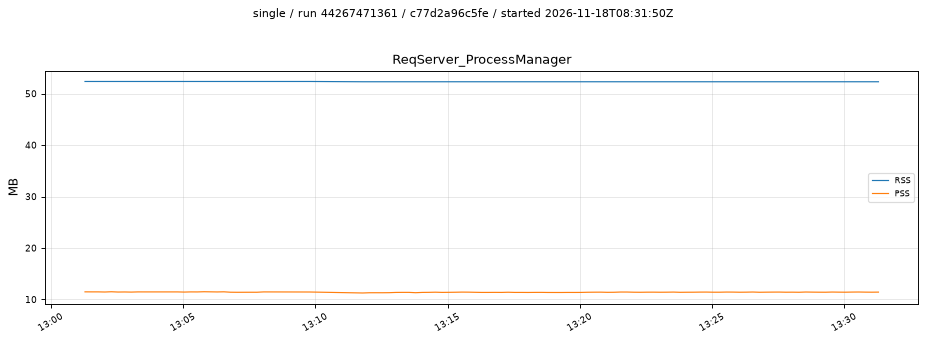 single / run 44267471361 / c77d2a96c5fe / started 2026-11-18T08:31:50Z
ReqServer_ProcessManager
MB
50
40
30
20
10
RSS
PSS
13:00
13:05
13:10
13:15
13:20
13:25
13:30